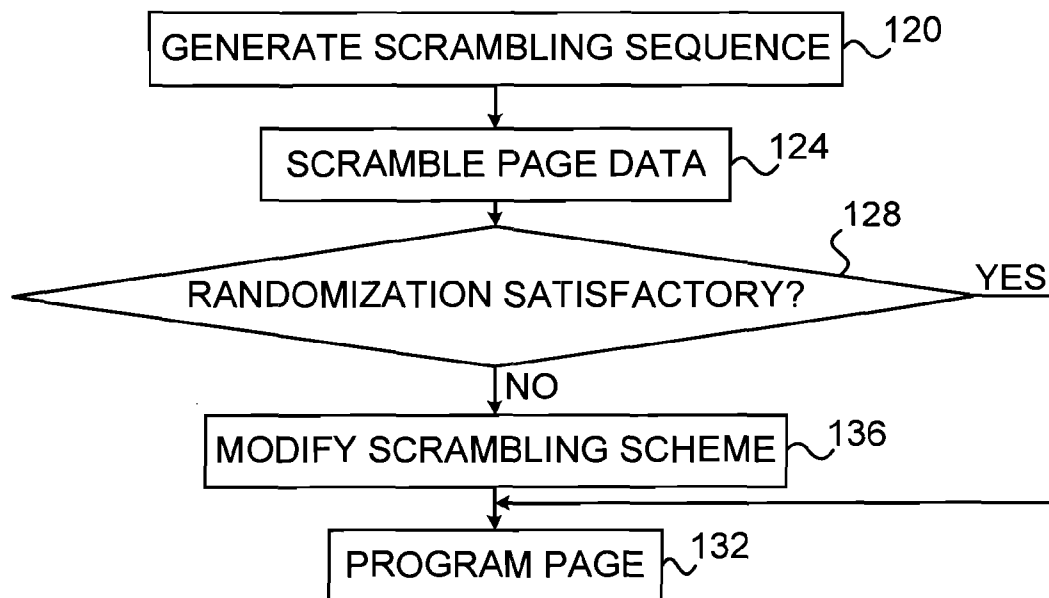 GENERATE SCRAMBLING SEQUENCE
120
SCRAMBLE PAGE DATA
124
128
RANDOMIZATION SATISFACTORY?
YES
NO
MODIFY SCRAMBLING SCHEME
136
PROGRAM PAGE
132